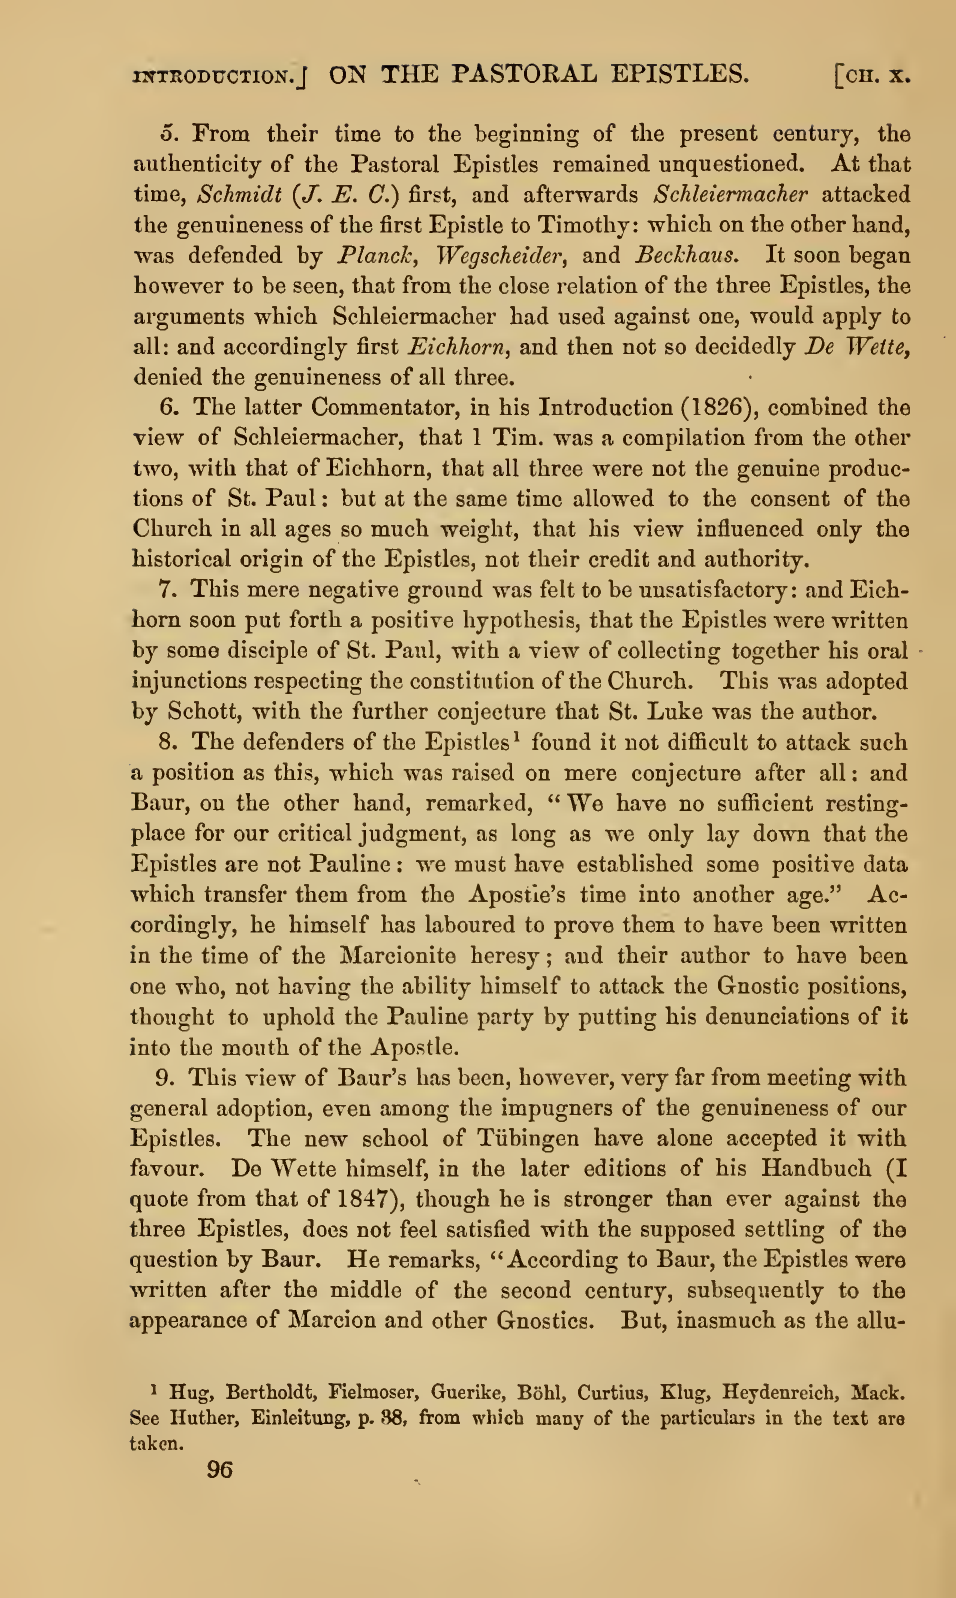 INTRODUCTION.] ON THE PASTORAL EPISTLES. [CH. X.
5. From their time to the beginning of the present century, the
authenticity of the Pastoral Epistles remained unquestioned. At that
time, Schmidt (J. E. C.) first, and afterwards Schleiermacher attacked
the genuineness of the first Epistle to Timothy: which on the other hand,
was defended by Planck, Wegscheider, and Beckhaus. It soon began
however to be seen, that from the close relation of the three Epistles, the
arguments which Schleiermacher had used against one, would apply to
all: and accordingly first Eichhorn, and then not so decidedly De Wette,
denied the genuineness of all three.
6. The latter Commentator, in his Introduction (1826), combined the
view of Schleiermacher, that 1 Tim. was a compilation from the other
two, with that of Eichhorn, that all three were not the genuine produc-
tions of St. Paul: but at the same time allowed to the consent of the
Church in all ages so much weight, that his view influenced only the
historical origin of the Epistles, not their credit and authority.
7. This mere negative ground was felt to be unsatisfactory: and Eich-
horn soon put forth a positive hypothesis, that the Epistles were written
by some disciple of St. Paul, with a view of collecting together his oral
injunctions respecting the constitution of the Church. This was adopted
by Schott, with the further conjecture that St. Luke was the author.
8. The defenders of the Epistles¹ found it not difficult to attack such
a position as this, which was raised on mere conjecture after all: and
Baur, on the other hand, remarked, “We have no sufficient resting-
place for our critical judgment, as long as we only lay down that the
Epistles are not Pauline: we must have established some positive data
which transfer them from the Apostle's time into another age.” Ac-
cordingly, he himself has laboured to prove them to have been written
in the time of the Marcionite heresy; and their author to have been
one who, not having the ability himself to attack the Gnostic positions,
thought to uphold the Pauline party by putting his denunciations of it
into the mouth of the Apostle.
9. This view of Baur's has been, however, very far from meeting with
general adoption, even among the impugners of the genuineness of our
Epistles. The new school of Tübingen have alone accepted it with
favour. De Wette himself, in the later editions of his Handbuch (I
quote from that of 1847), though he is stronger than ever against the
three Epistles, does not feel satisfied with the supposed settling of the
question by Baur. He remarks, “According to Baur, the Epistles were
written after the middle of the second century, subsequently to the
appearance of Marcion and other Gnostics. But, inasmuch as the allu-
¹ Hug, Bertholdt, Fielmoser, Guerike, Böhl, Curtius, Klug, Heydenreich, Mack.
See Huther, Einleitung, p. 38, from which many of the particulars in the text are
taken.
96